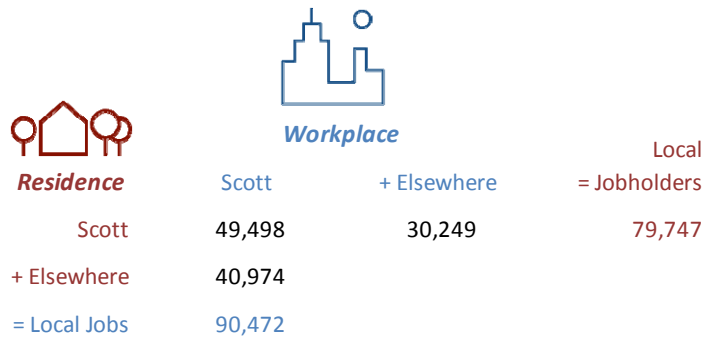 Workplace
Local
Residence Scott + Elsewhere = Jobholders
Scott 49,498 30,249 79,747
+ Elsewhere 40,974
= Local Jobs 90,472